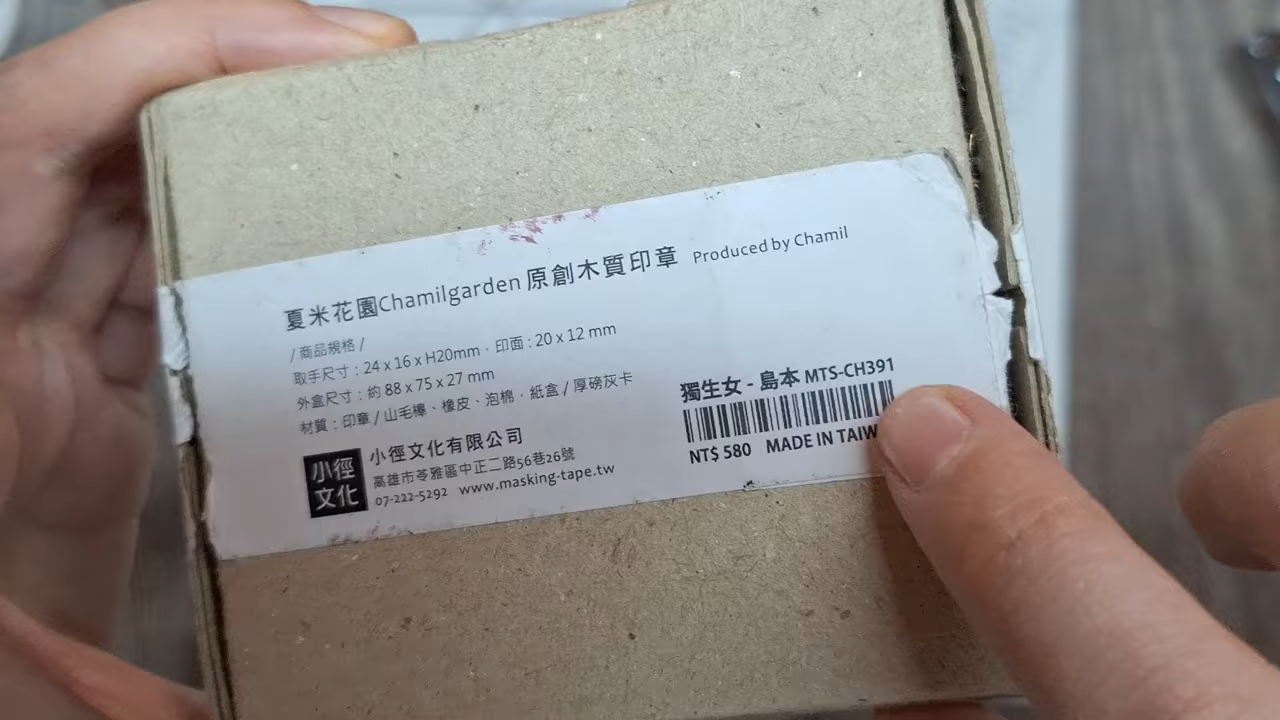 夏米花園Chamilgarden 原創木質印章 Produced by Chamil
/ 商品規格 /
取手尺寸 : 24 x 16 x H20mm · 印面 : 20 x 12 mm
外盒尺寸 : 約 88 x 75 x 27 mm
材質 : 印章 / 山毛櫸、橡皮、泡棉 · 紙盒 / 厚磅灰卡
小徑文化
小徑文化有限公司
高雄市苓雅區中正二路56巷26號
07-222-5292 www.masking-tape.tw
獨生女 - 島本 MTS-CH391
NT$ 580 MADE IN TAIW